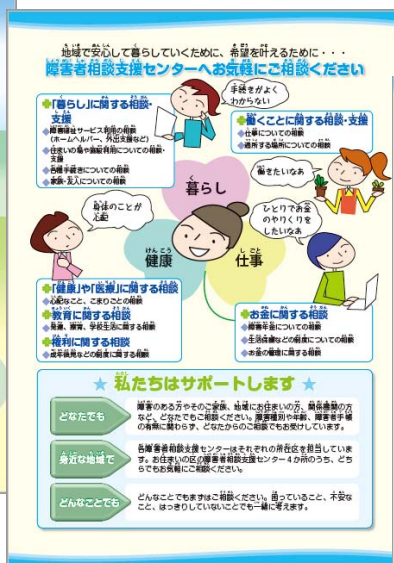 地域で安心して暮らしていくために、希望を叶えるために・・・
障害者相談支援センターへお気軽にご相談ください
手続きがよく
わからない
「暮らし」に関する相談・
支援
障害福祉サービス利用の相談
(ホームヘルパー、外出支援など)
住まいの場や施設利用についての相談・
支援
各種手続きについての相談
家族・友人についての相談
働くことに関する相談・支援
仕事についての相談
通所する場所についての相談
働きたいなあ
暮らし
身体のことが
心配
ひとりでお金
のやりくりを
したいなあ
健康
仕事
「健康」や「医療」に関する相談
心配なこと、こまりごとの相談
教育に関する相談
発達、療育、学校生活に関する相談
権利に関する相談
成年後見などの制度に関する相談
お金に関する相談
障害年金についての相談
生活保護などの制度についての相談
お金の管理に関する相談
★ 私たちはサポートします ★
どなたでも
障害のある方やそのご家族、地域にお住まいの方、関係機関の方
など、どなたでもご相談ください。障害種別や年齢、障害者手帳
の有無に関わらず、どなたからのご相談でもお受けしています。
身近な地域で
各障害者相談支援センターはそれぞれの所在区を担当していま
す。お住まいの区の障害者相談支援センター4か所のうち、どち
らでもお気軽にご相談ください。
どんなことでも
どんなことでもまずはご相談ください。困っていること、不安な
こと、はっきりしていないことでも一緒に考えます。